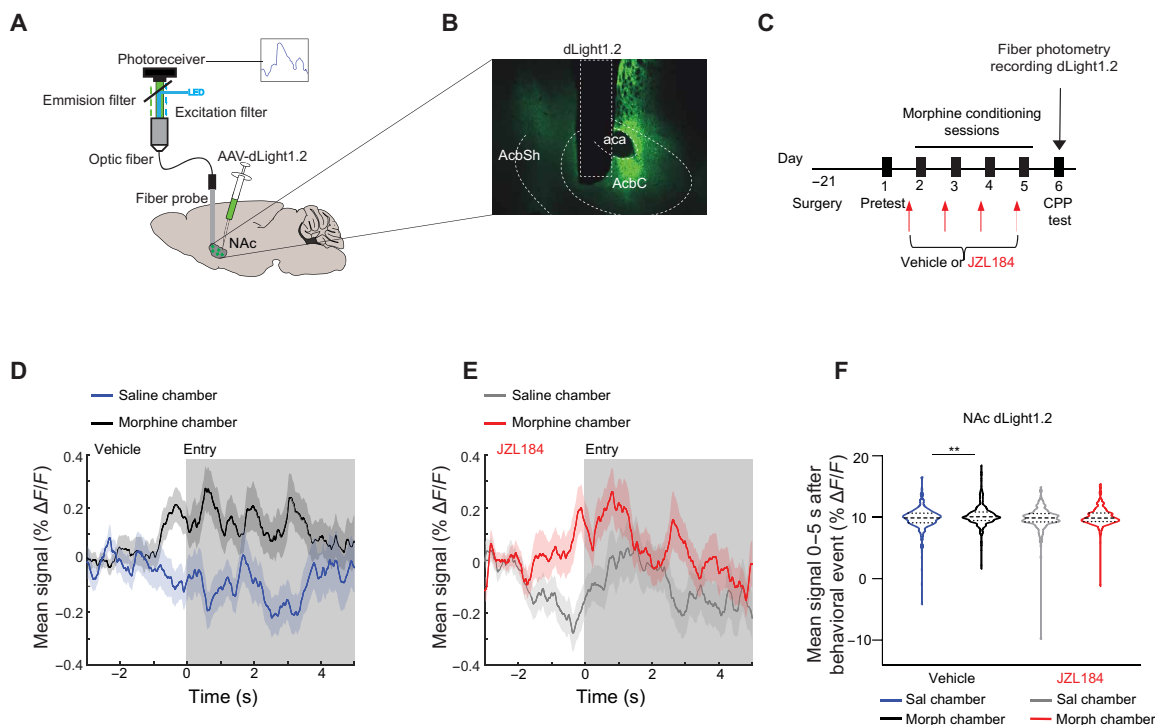 A
Photoreceiver
Emmision filter
LED
Excitation filter
Optic fiber
AAV-dLight1.2
Fiber probe
NAc
B
dLight1.2
aca
AcbSh
AcbC
C
Fiber photometry
recording dLight1.2
Morphine conditioning
sessions
Day
−21
1
2
3
4
5
6
Surgery
Pretest
CPP
test
Vehicle or JZL184
D
Saline chamber
Morphine chamber
Vehicle
Entry
Mean signal (% ΔF/F)
0.4
0.2
0
−0.2
−0.4
−2
0
2
4
Time (s)
E
Saline chamber
Morphine chamber
JZL184
Entry
Mean signal (% ΔF/F)
0.4
0.2
0
−0.2
−0.4
−2
0
2
4
Time (s)
F
NAc dLight1.2
**
Mean signal 0–5 s after
behavioral event (% ΔF/F)
20
10
0
−10
Vehicle
JZL184
Sal chamber
Sal chamber
Morph chamber
Morph chamber